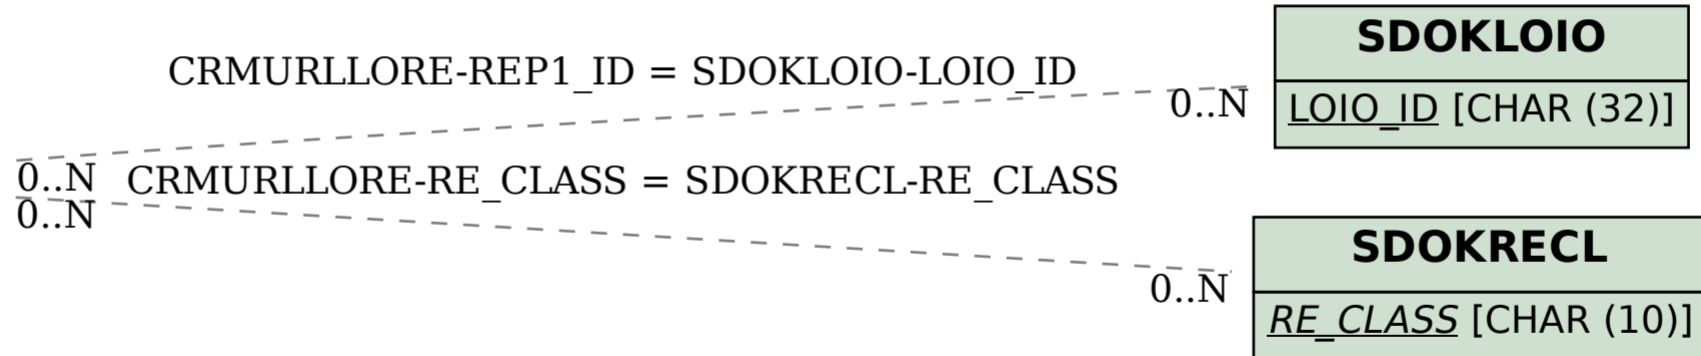 SDOKLOIO
CRMURLLORE-REP1_ID = SDOKLOIO-LOIO_ID
0..N
LOIO_ID [CHAR (32)]
0..N
CRMURLLORE-RE_CLASS = SDOKRECL-RE_CLASS
0..N
SDOKRECL
0..N
RE_CLASS [CHAR (10)]